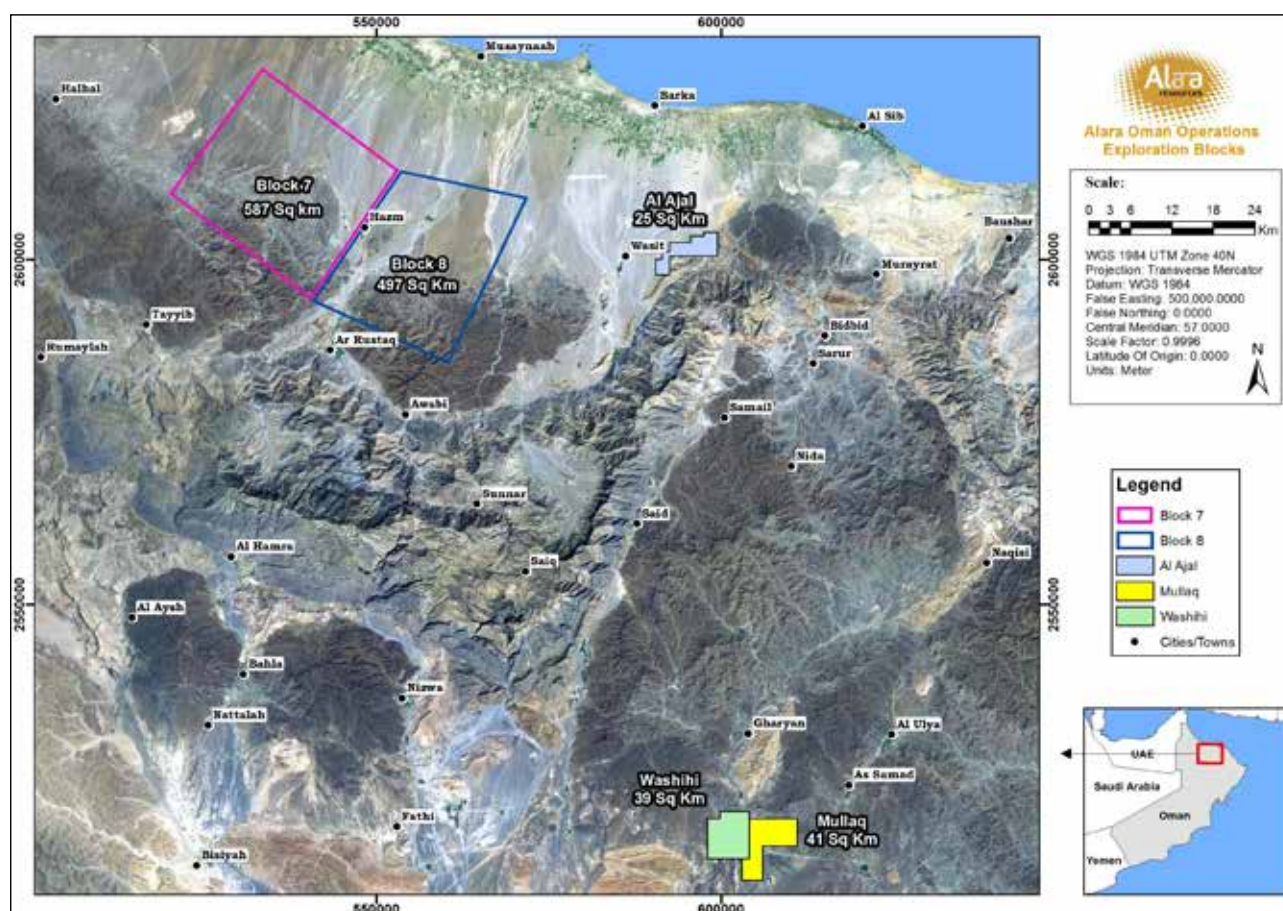 550000
600000
Musaynaah
Halhal
Barka
Al Sib
Block 7
587 Sq km
Al Ajal
25 Sq Km
Hazm
Baushar
Wasit
Block 8
497 Sq Km
2600000
2600000
Murayrat
Tayyib
Bidbid
Rumaylah
Ar Rustaq
Sarur
Awabi
Samail
Nida
Sunnar
Said
Al Hamra
Saiq
Naqisi
2550000
2550000
Al Ayah
Bahla
Nizwa
Nattalah
Gharyan
Al Ulya
Washihi
39 Sq Km
As Samad
Mullaq
41 Sq Km
Fathi
Bisiyah
550000
600000
Alara
resources
Alara Oman Operations
Exploration Blocks
Scale:
0 3 6 12 18 24
Km
WGS 1984 UTM Zone 40N
Projection: Transverse Mercator
Datum: WGS 1984
False Easting: 500,000.0000
False Northing: 0.0000
Central Meridian: 57.0000
Scale Factor: 0.9996
Latitude Of Origin: 0.0000
Units: Meter
N
Legend
Block 7
Block 8
Al Ajal
Mullaq
Washihi
Cities/Towns
UAE
Saudi Arabia
Oman
Yemen